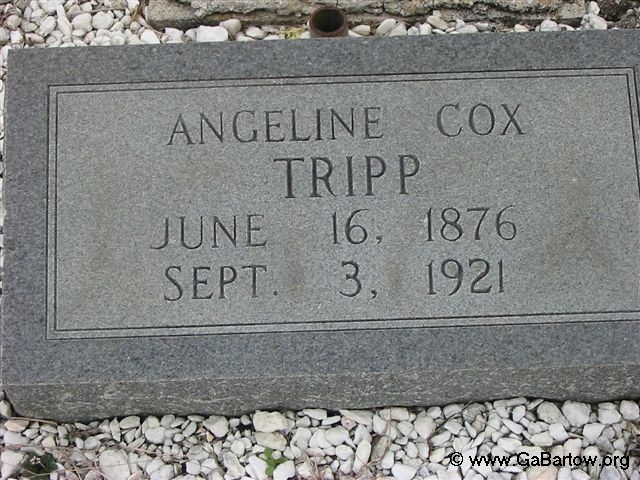 ANGELINE COX
TRIPP
JUNE 16, 1876
SEPT. 3, 1921
© www.GaBartow.org